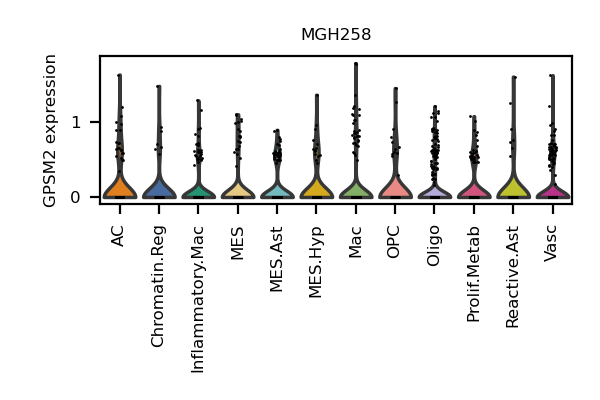 MGH258
GPSM2 expression
1
0
AC
Chromatin.Reg
Inflammatory.Mac
MES
MES.Ast
MES.Hyp
Mac
OPC
Oligo
Prolif.Metab
Reactive.Ast
Vasc